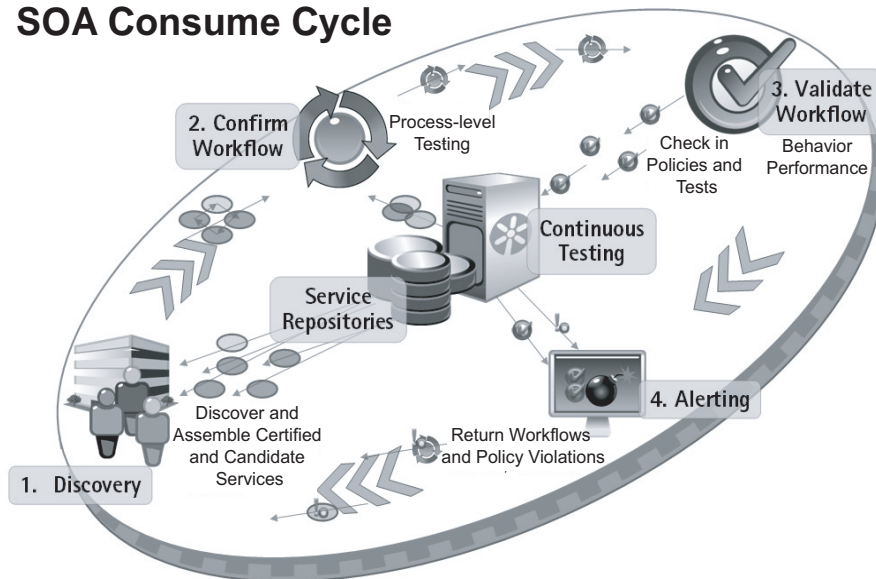 SOA Consume Cycle
2. Confirm
Workflow
Process-level
Testing
3. Validate
Workflow
Behavior
Performance
Check in
Policies and
Tests
Continuous
Testing
Service
Repositories
Discover and
Assemble Certified
and Candidate
Services
1. Discovery
4. Alerting
Return Workflows
and Policy Violations